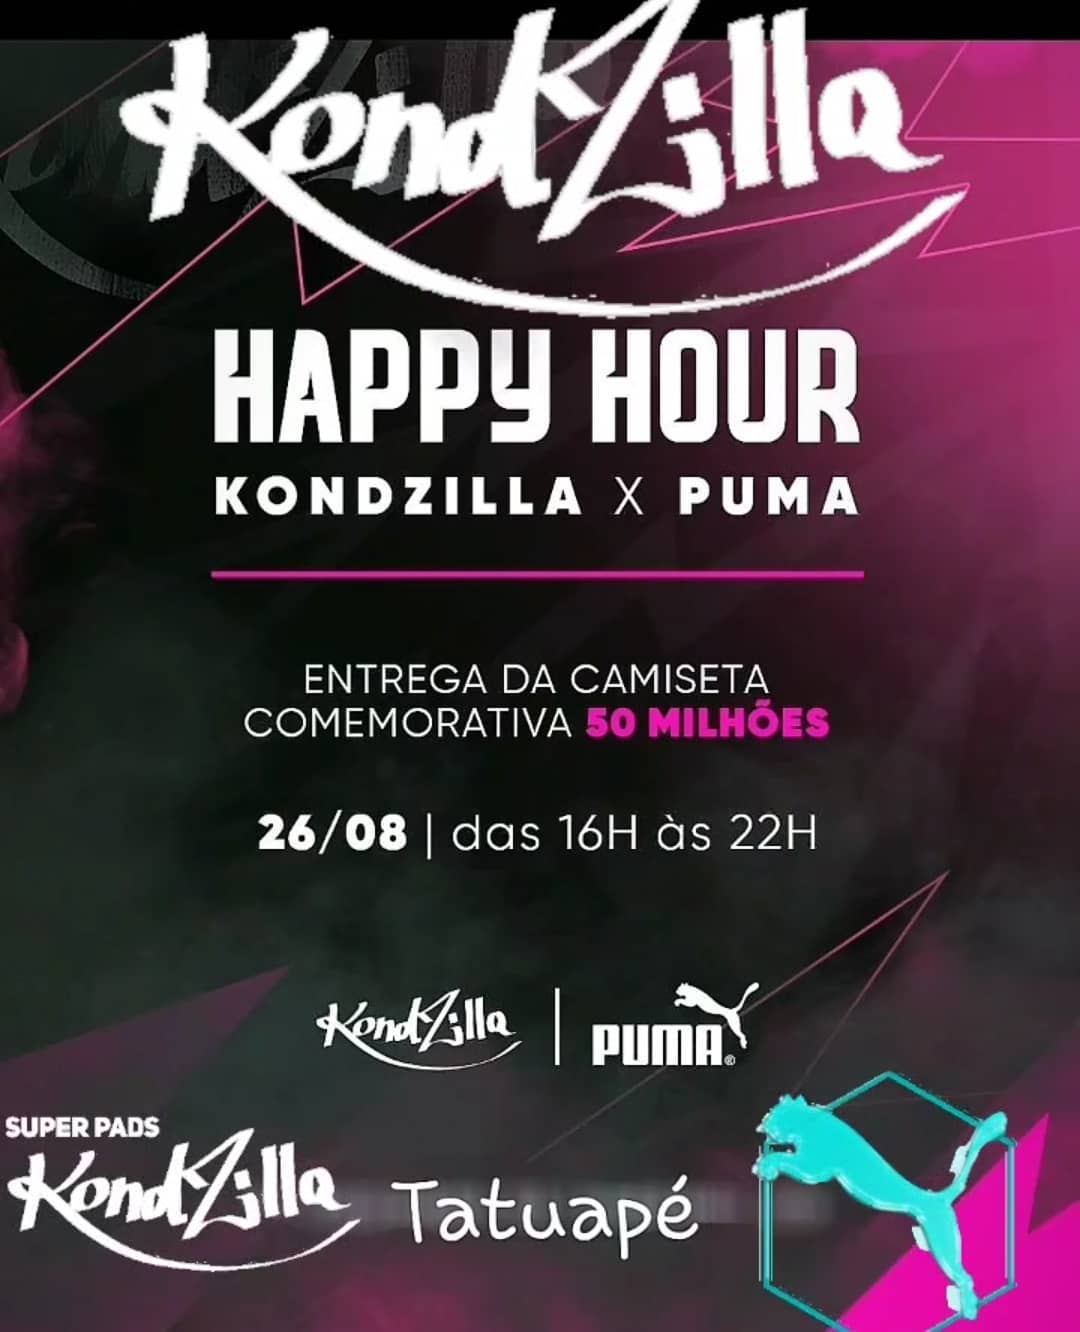 KondZilla
HAPPY HOUR
KONDZILLA X PUMA
ENTREGA DA CAMISETA
COMEMORATIVA 50 MILHÕES
26/08 | das 16H às 22H
KondZilla | PUMA®
SUPER PADS
KondZilla Tatuapé